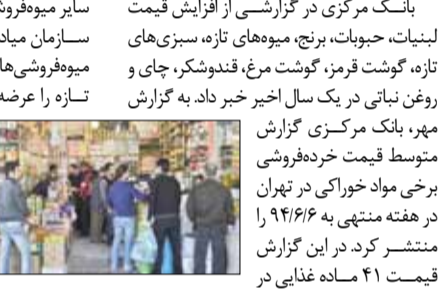 بانک مرکزی در گزارشی از افزایش قیمت
لبنیات، حبوبات، برنج، میوه‌های تازه، سبزی‌های
تازه، گوشت قرمز، گوشت مرغ، قندوشکر، چای و
روغن نباتی در یک سال اخیر خبر داد. به گزارش
مهر، بانک مرکزی گزارش
متوسط قیمت خرده‌فروشی
برخی مواد خوراکی در تهران
در هفته منتهی به ۹۴/۶/۶ را
منتشر کرد. در این گزارش
قیمت ۴۱ ماده غذایی در
سایر میوه‌فروش
سازمان میاد
میوه‌فروشی‌ها
تازه را عرضه